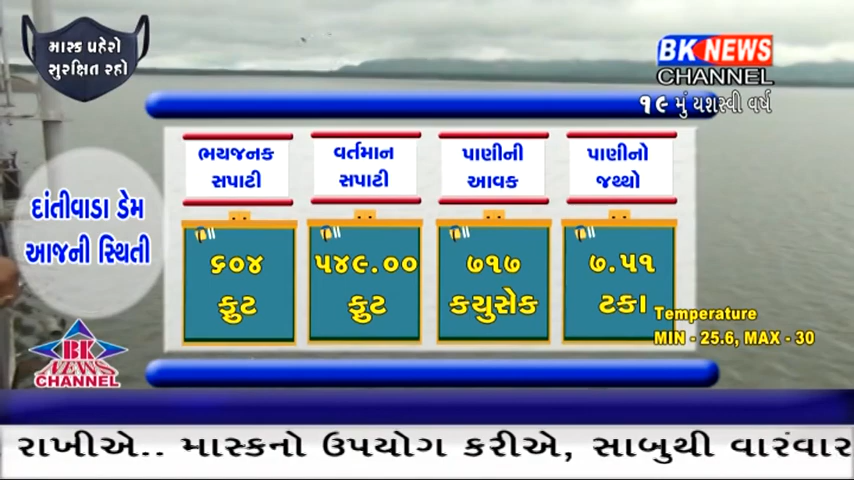 માસ્ક પહેરો
સુરક્ષિત રહો
BK NEWS
CHANNEL
૧૯ મું યશસ્વી વર્ષ
દાંતીવાડા ડેમ
આજની સ્થિતી
ભયજનક
સપાટી
૬૦૪
ફુટ
વર્તમાન
સપાટી
૫૪૯.૦૦
ફુટ
પાણીની
આવક
૭૧૭
કયુસેક
પાણીનો
જથ્થો
૭.૫૧
ટકા
Temperature
MIN - 25.6, MAX - 30
BK
NEWS
CHANNEL
રાખીએ.. માસ્કનો ઉપયોગ કરીએ, સાબુથી વારંવાર